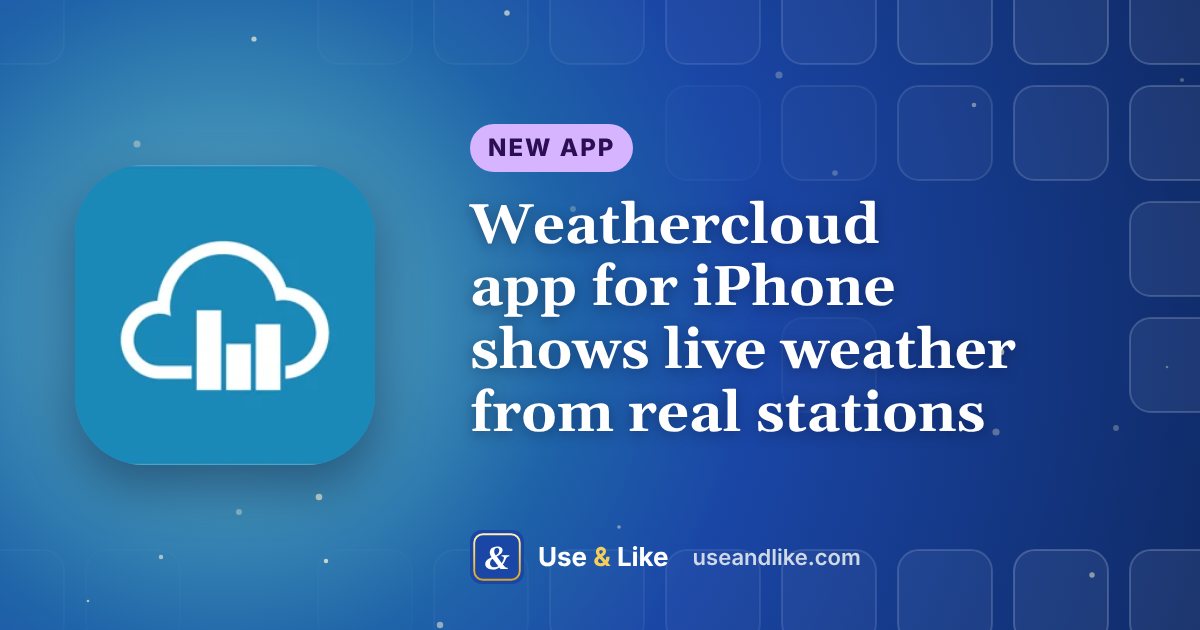 NEW APP
Weathercloud
app for iPhone
shows live weather
from real stations
& Use & Like useandlike.com